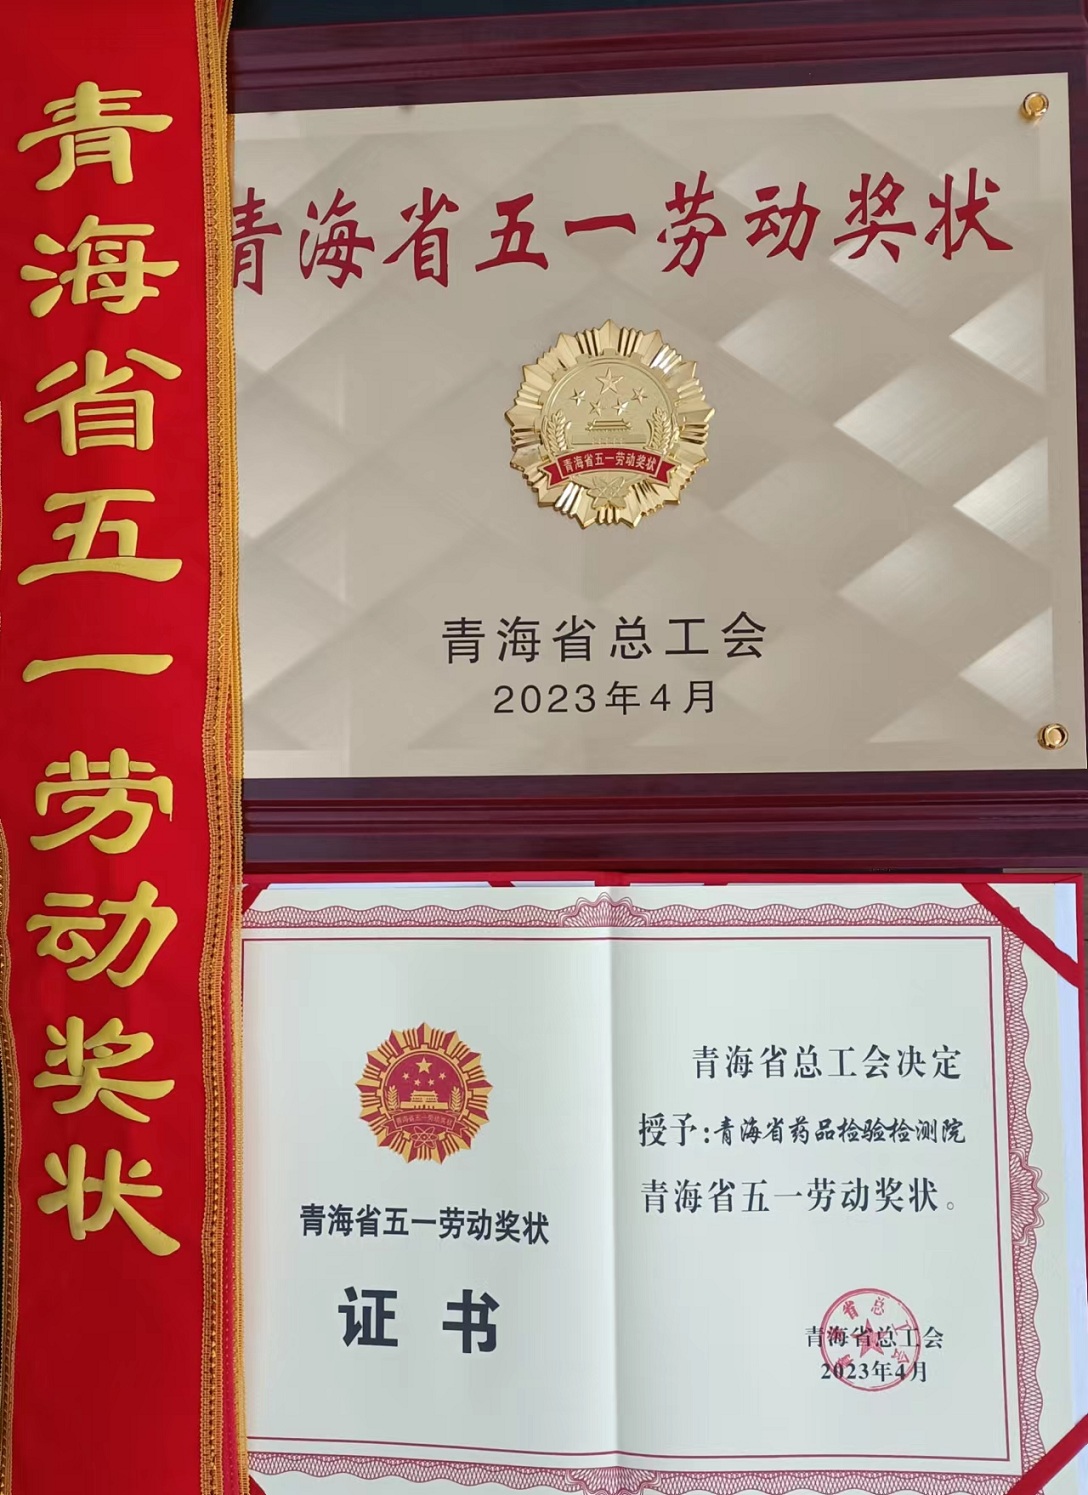 青海省五一劳动奖状
青海省五一劳动奖状
青海省五一劳动奖状
青海省总工会
2023年4月
青海省五一劳动奖状
青海省五一劳动奖状
证书
青海省总工会决定
授予:青海省药品检验检测院
青海省五一劳动奖状。
青海省总工会
2023年4月